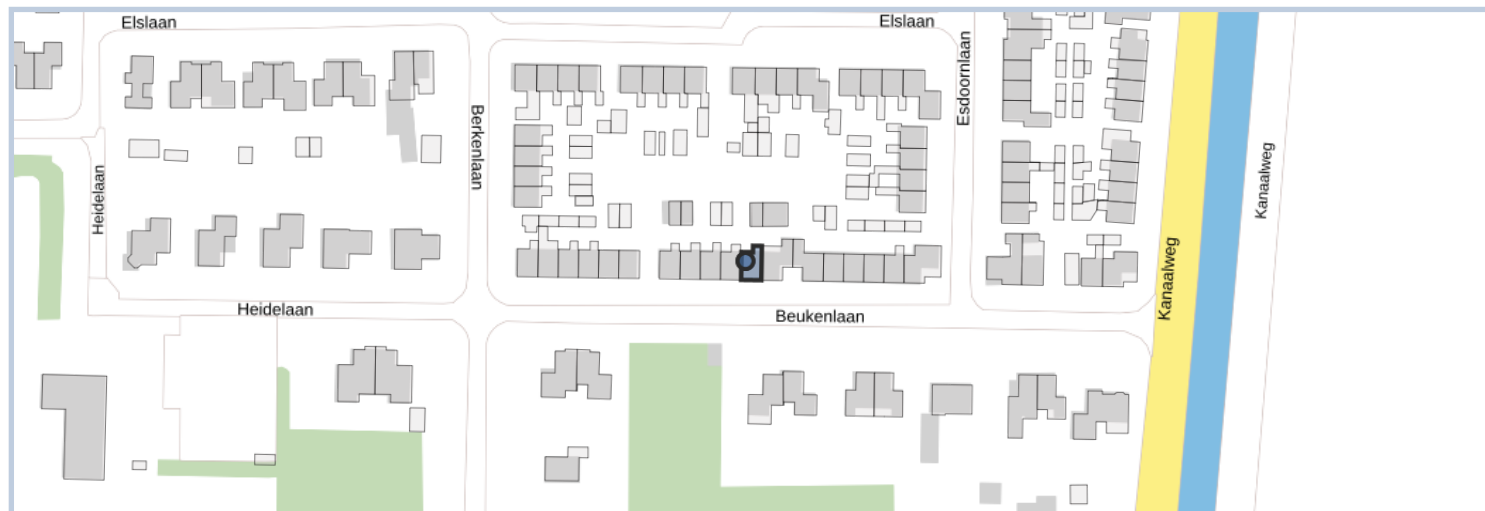 Elslaan
Elslaan
Esdoornlaan
Berkenlaan
Heidelaan
Kanaalweg
Kanaalweg
Heidelaan
Beukenlaan